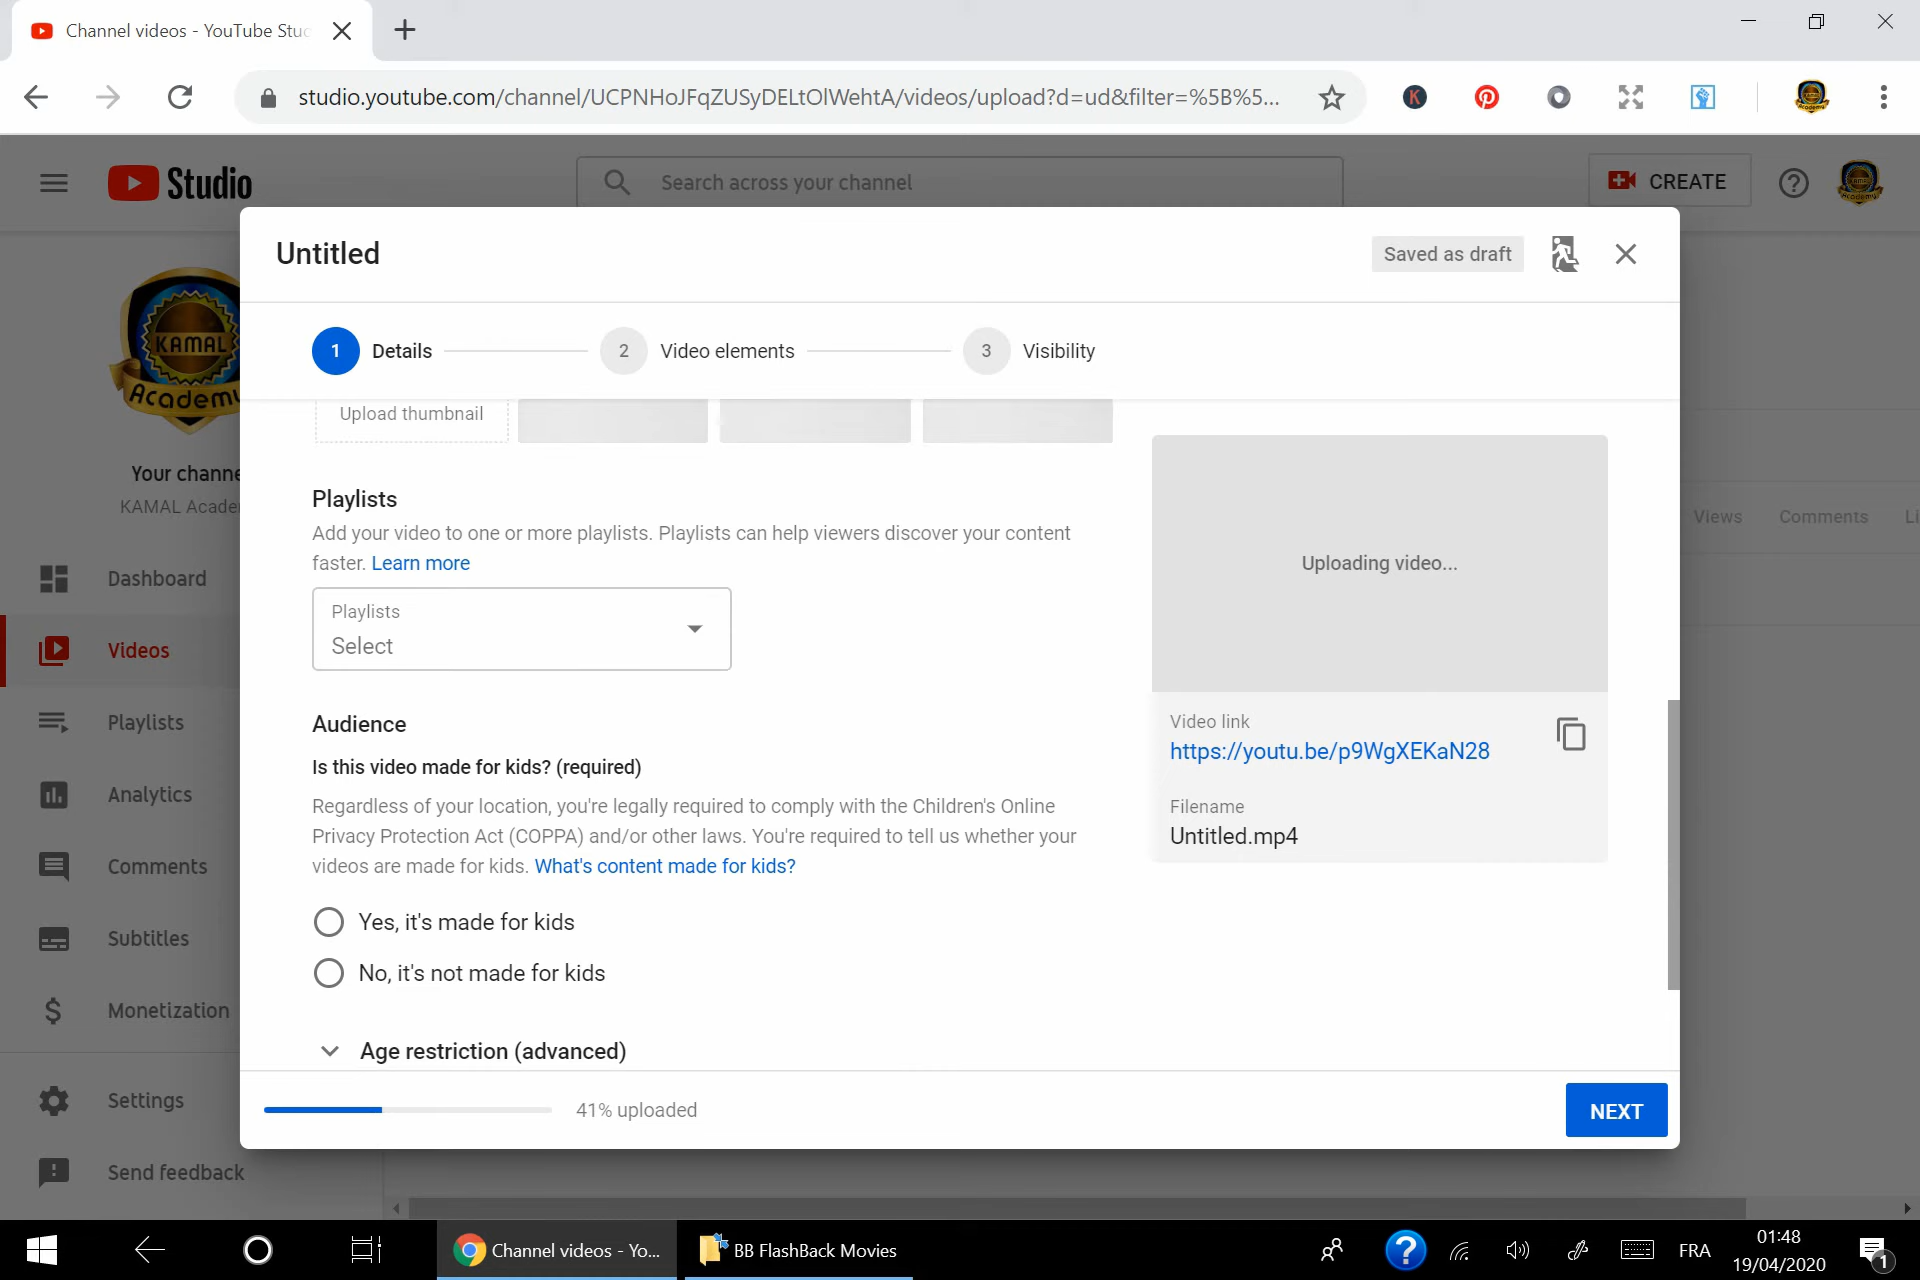 Channel videos - YouTube Stuc
studio.youtube.com/channel/UCPNHoJFqZUSyDELtOlWehtA/videos/upload?d=ud&filter=%5B%5...
K
Academy
Studio
Search across your channel
CREATE
Untitled
Saved as draft
1 Details
2 Video elements
3 Visibility
KAMAL
Academy
Upload thumbnail
Your channe
KAMAL Acade
Playlists
Add your video to one or more playlists. Playlists can help viewers discover your content
faster. Learn more
Playlists
Select
Uploading video...
Views
Comments
Li
Dashboard
Videos
Playlists
Analytics
Comments
Subtitles
Monetization
Settings
Send feedback
Audience
Is this video made for kids? (required)
Regardless of your location, you're legally required to comply with the Children's Online
Privacy Protection Act (COPPA) and/or other laws. You're required to tell us whether your
videos are made for kids. What's content made for kids?
Yes, it's made for kids
No, it's not made for kids
Age restriction (advanced)
Video link
https://youtu.be/p9WgXEKaN28
Filename
Untitled.mp4
41% uploaded
NEXT
Channel videos - Yo...
BB FlashBack Movies
FRA
01:48
19/04/2020
1